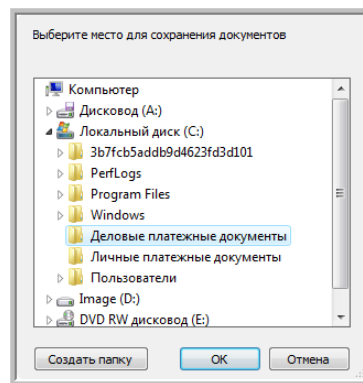 Выберите место для сохранения документов
Компьютер
Дисковод (A:)
Локальный диск (C:)
3b7fcb5addb9d4623fd3d101
PerfLogs
Program Files
Windows
Деловые платежные документы
Личные платежные документы
Пользователи
Image (D:)
DVD RW дисковод (E:)
Создать папку
ОК
Отмена